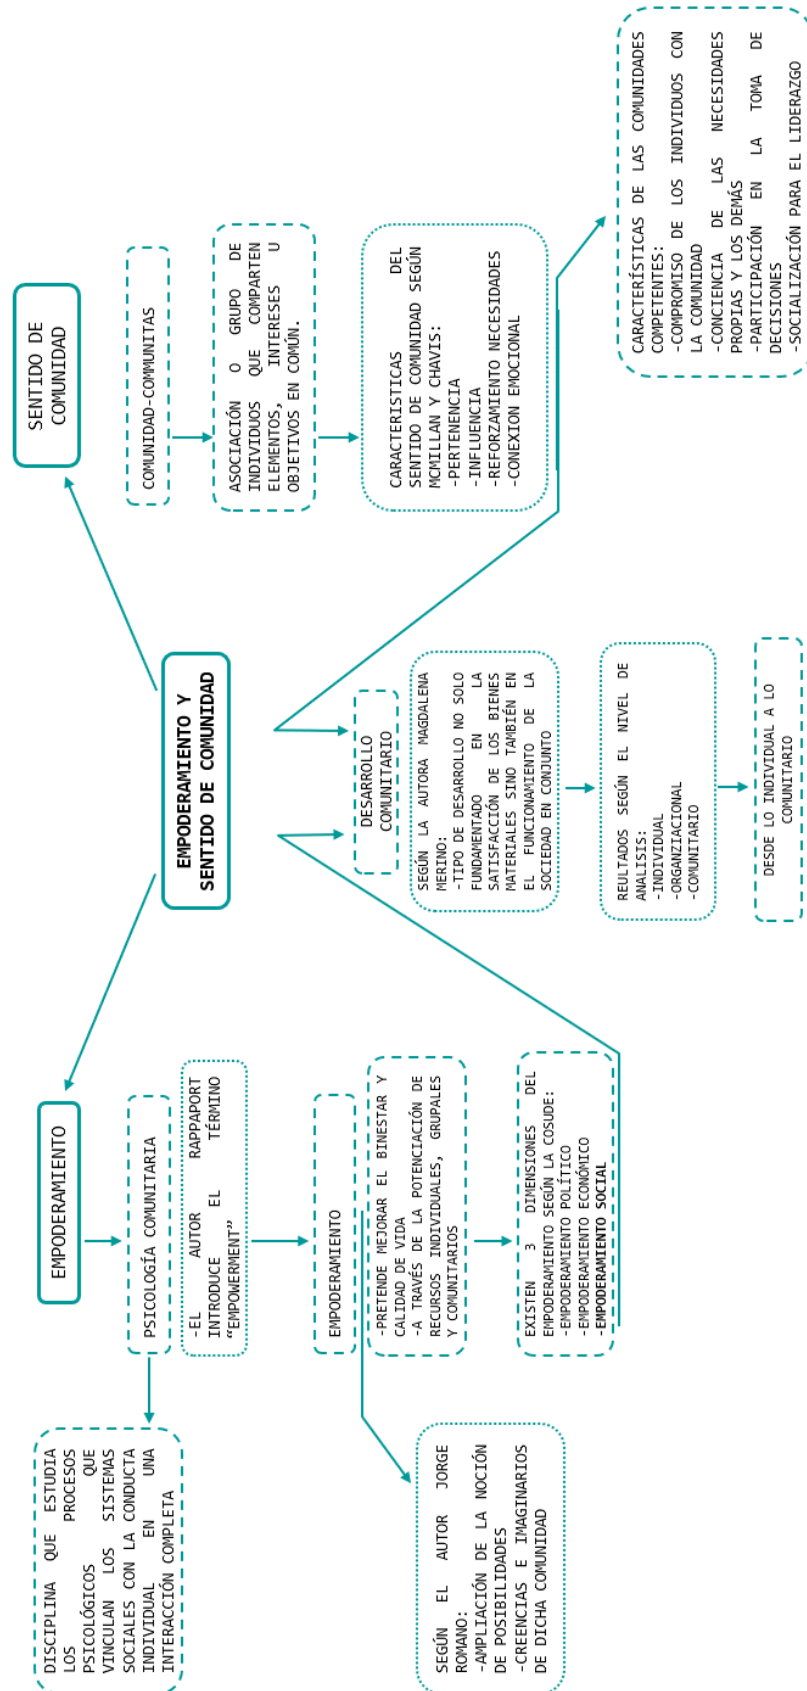 EMPODERAMIENTO Y
SENTIDO DE COMUNIDAD
EMPODERAMIENTO
PSICOLOGÍA COMUNITARIA
-EL AUTOR RAPPAPORT
INTRODUCE EL TÉRMINO
“EMPOWERMENT”
DISCIPLINA QUE ESTUDIA
LOS PROCESOS
PSICOLÓGICOS QUE
VINCULAN LOS SISTEMAS
SOCIALES CON LA CONDUCTA
INDIVIDUAL EN UNA
INTERACCIÓN COMPLETA
EMPODERAMIENTO
-PRETENDE MEJORAR EL BINESTAR Y
CALIDAD DE VIDA
-A TRAVÉS DE LA POTENCIACIÓN DE
RECURSOS INDIVIDUALES, GRUPALES
Y COMUNITARIOS
SEGÚN EL AUTOR JORGE
ROMANO:
-AMPLIACIÓN DE LA NOCIÓN
DE POSIBILIDADES
-CREENCIAS E IMAGINARIOS
DE DICHA COMUNIDAD
EXISTEN 3 DIMENSIONES DEL
EMPODERAMIENTO SEGÚN LA COSUDE:
-EMPODERAMIENTO POLÍTICO
-EMPODERAMIENTO ECONÓMICO
-EMPODERAMIENTO SOCIAL
DESARROLLO
COMUNITARIO
SEGÚN LA AUTORA MAGDALENA
MERINO:
-TIPO DE DESARROLLO NO SOLO
FUNDAMENTADO EN LA
SATISFACCIÓN DE LOS BIENES
MATERIALES SINO TAMBIÉN EN
EL FUNCIONAMIENTO DE LA
SOCIEDAD EN CONJUNTO
REULTADOS SEGÚN EL NIVEL DE
ANÁLISIS:
-INDIVIDUAL
-ORGANZIACIONAL
-COMUNITARIO
DESDE LO INDIVIDUAL A LO
COMUNITARIO
SENTIDO DE
COMUNIDAD
COMUNIDAD-COMMUNITAS
ASOCIACIÓN O GRUPO DE
INDIVIDUOS QUE COMPARTEN
ELEMENTOS, INTERESES U
OBJETIVOS EN COMÚN.
CARACTERISTICAS DEL
SENTIDO DE COMUNIDAD SEGÚN
MCMILLAN Y CHAVIS:
-PERTENENCIA
-INFLUENCIA
-REFORZAMIENTO NECESIDADES
-CONEXION EMOCIONAL
CARACTERÍSTICAS DE LAS COMUNIDADES
COMPETENTES:
-COMPROMISO DE LOS INDIVIDUOS CON
LA COMUNIDAD
-CONCIENCIA DE LAS NECESIDADES
PROPIAS Y LOS DEMÁS
-PARTICIPACIÓN EN LA TOMA DE
DECISIONES
-SOCIALIZACIÓN PARA EL LIDERAZGO